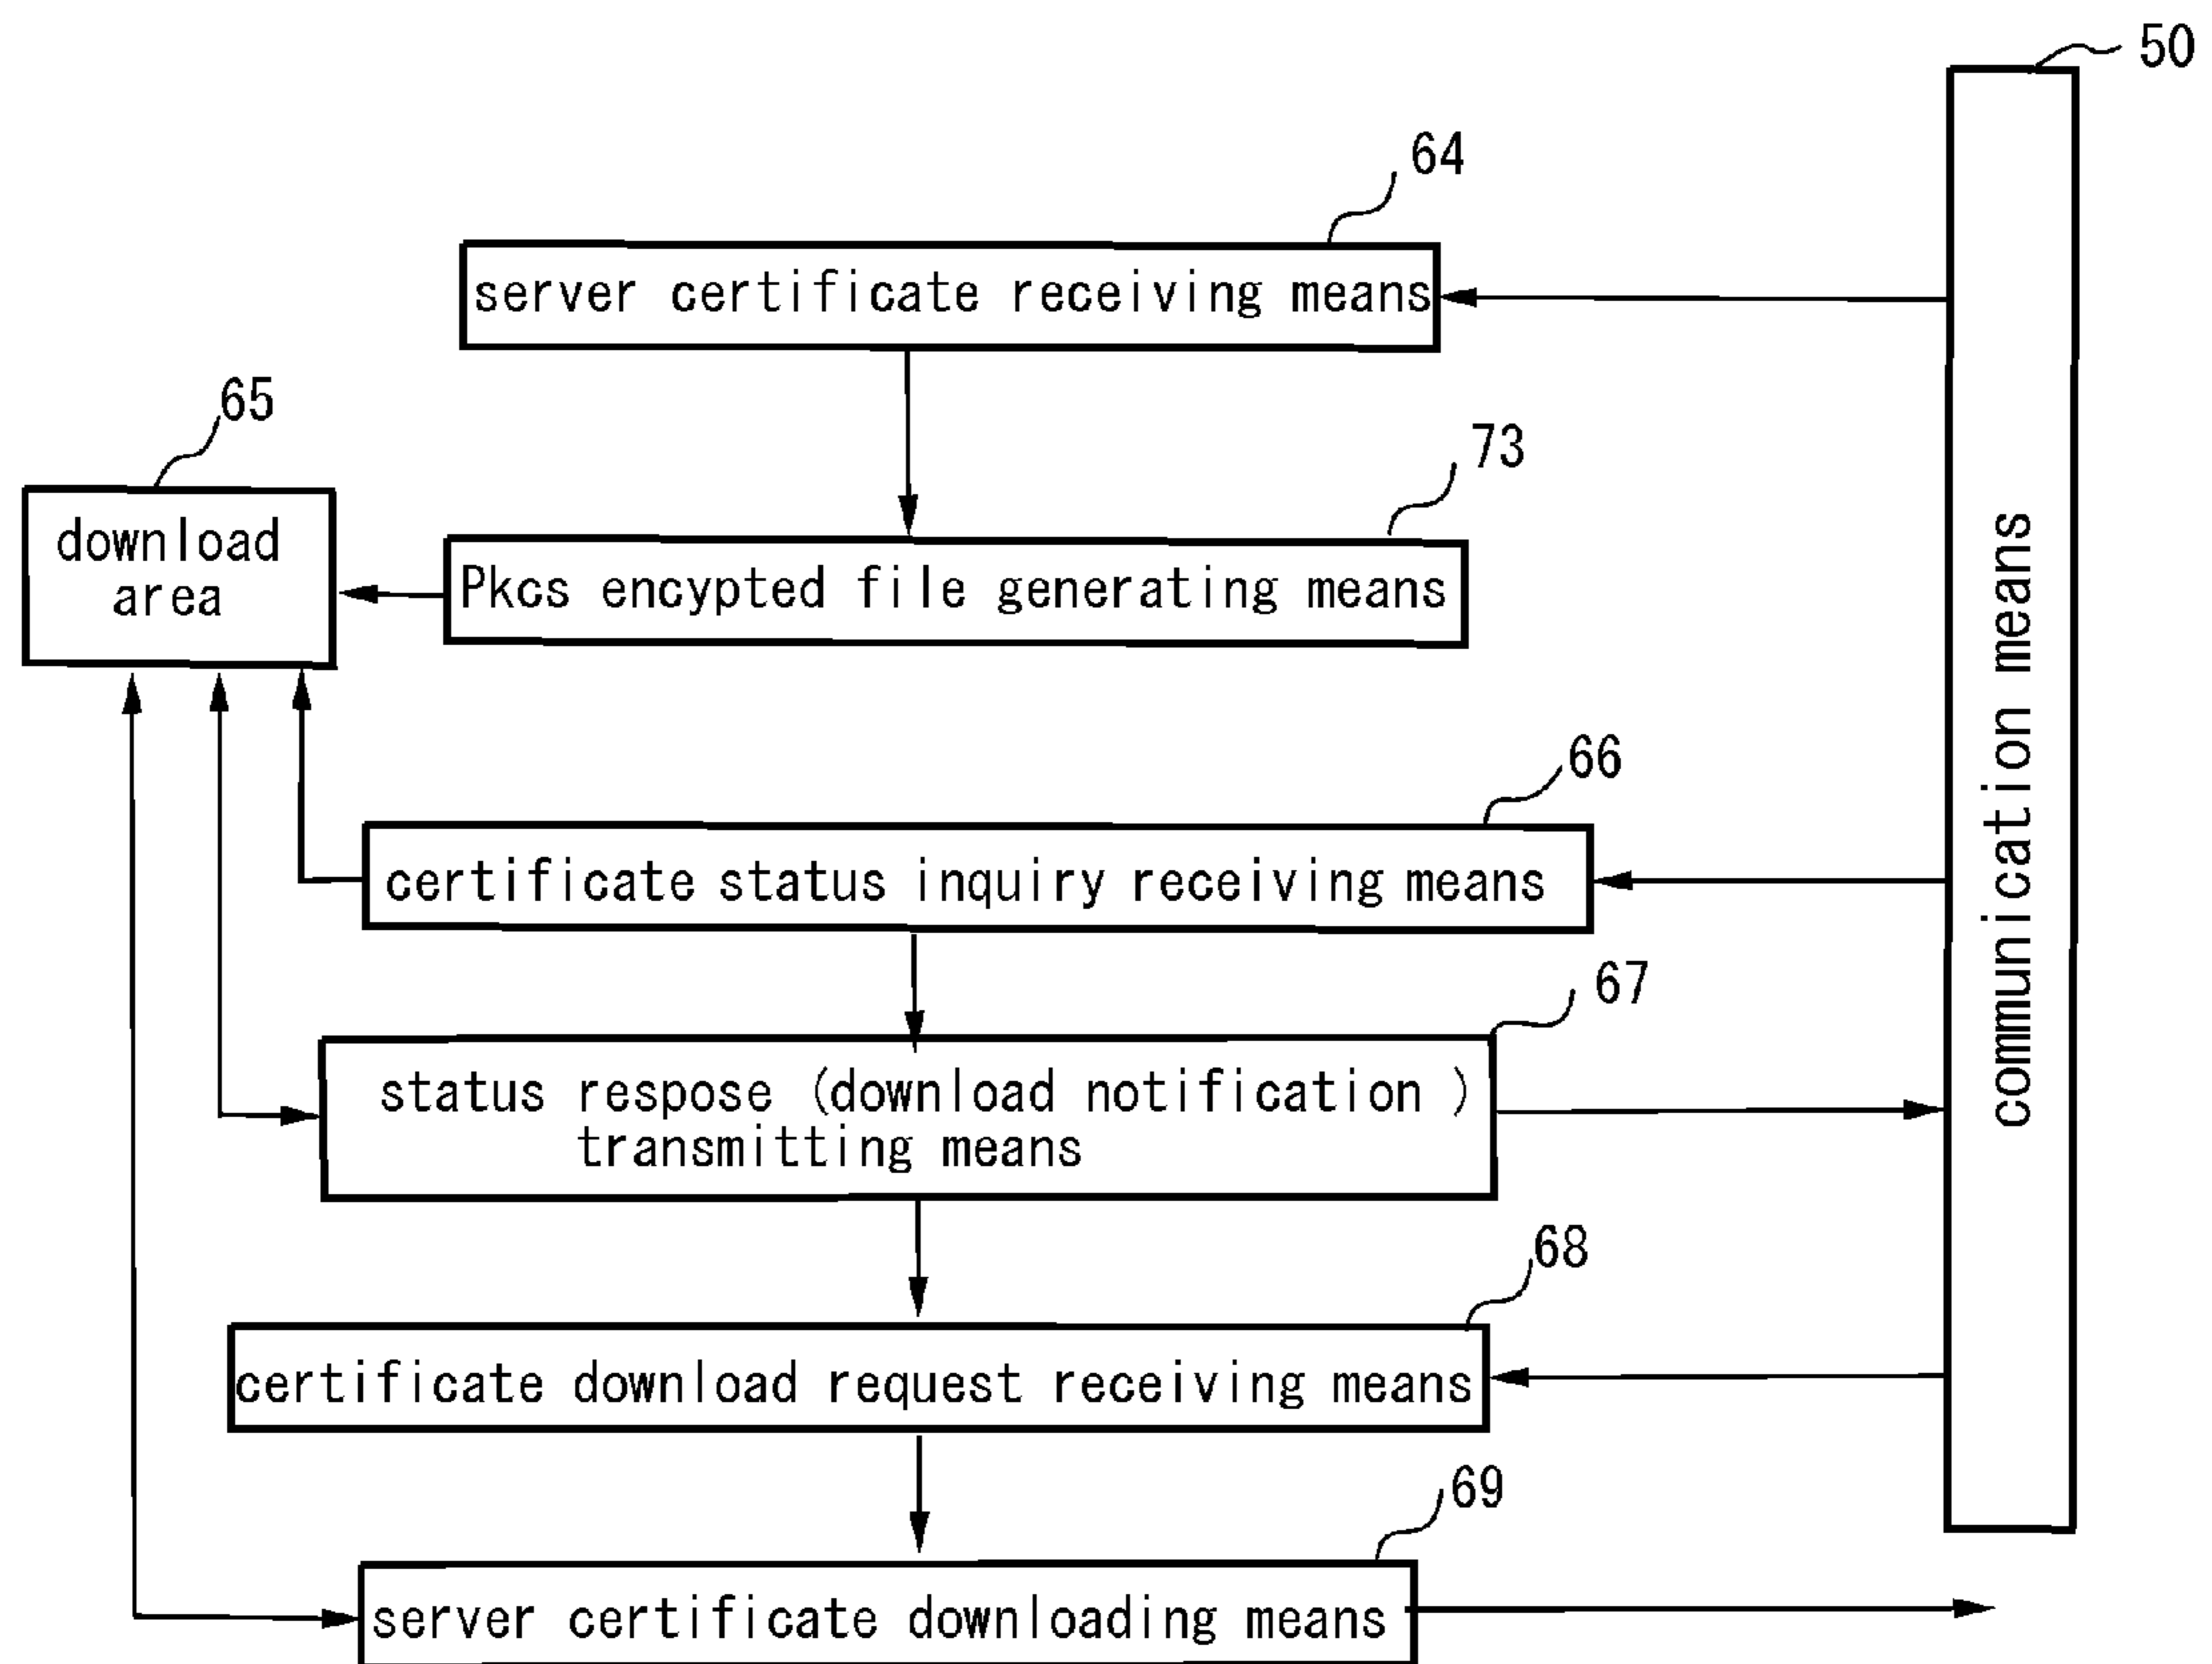 50
64
server certificate receiving means
65
73
download
area
Pkcs encypted file generating means
66
certificate status inquiry receiving means
communication means
67
status respose (download notification )
transmitting means
68
certificate download request receiving means
69
server certificate downloading means